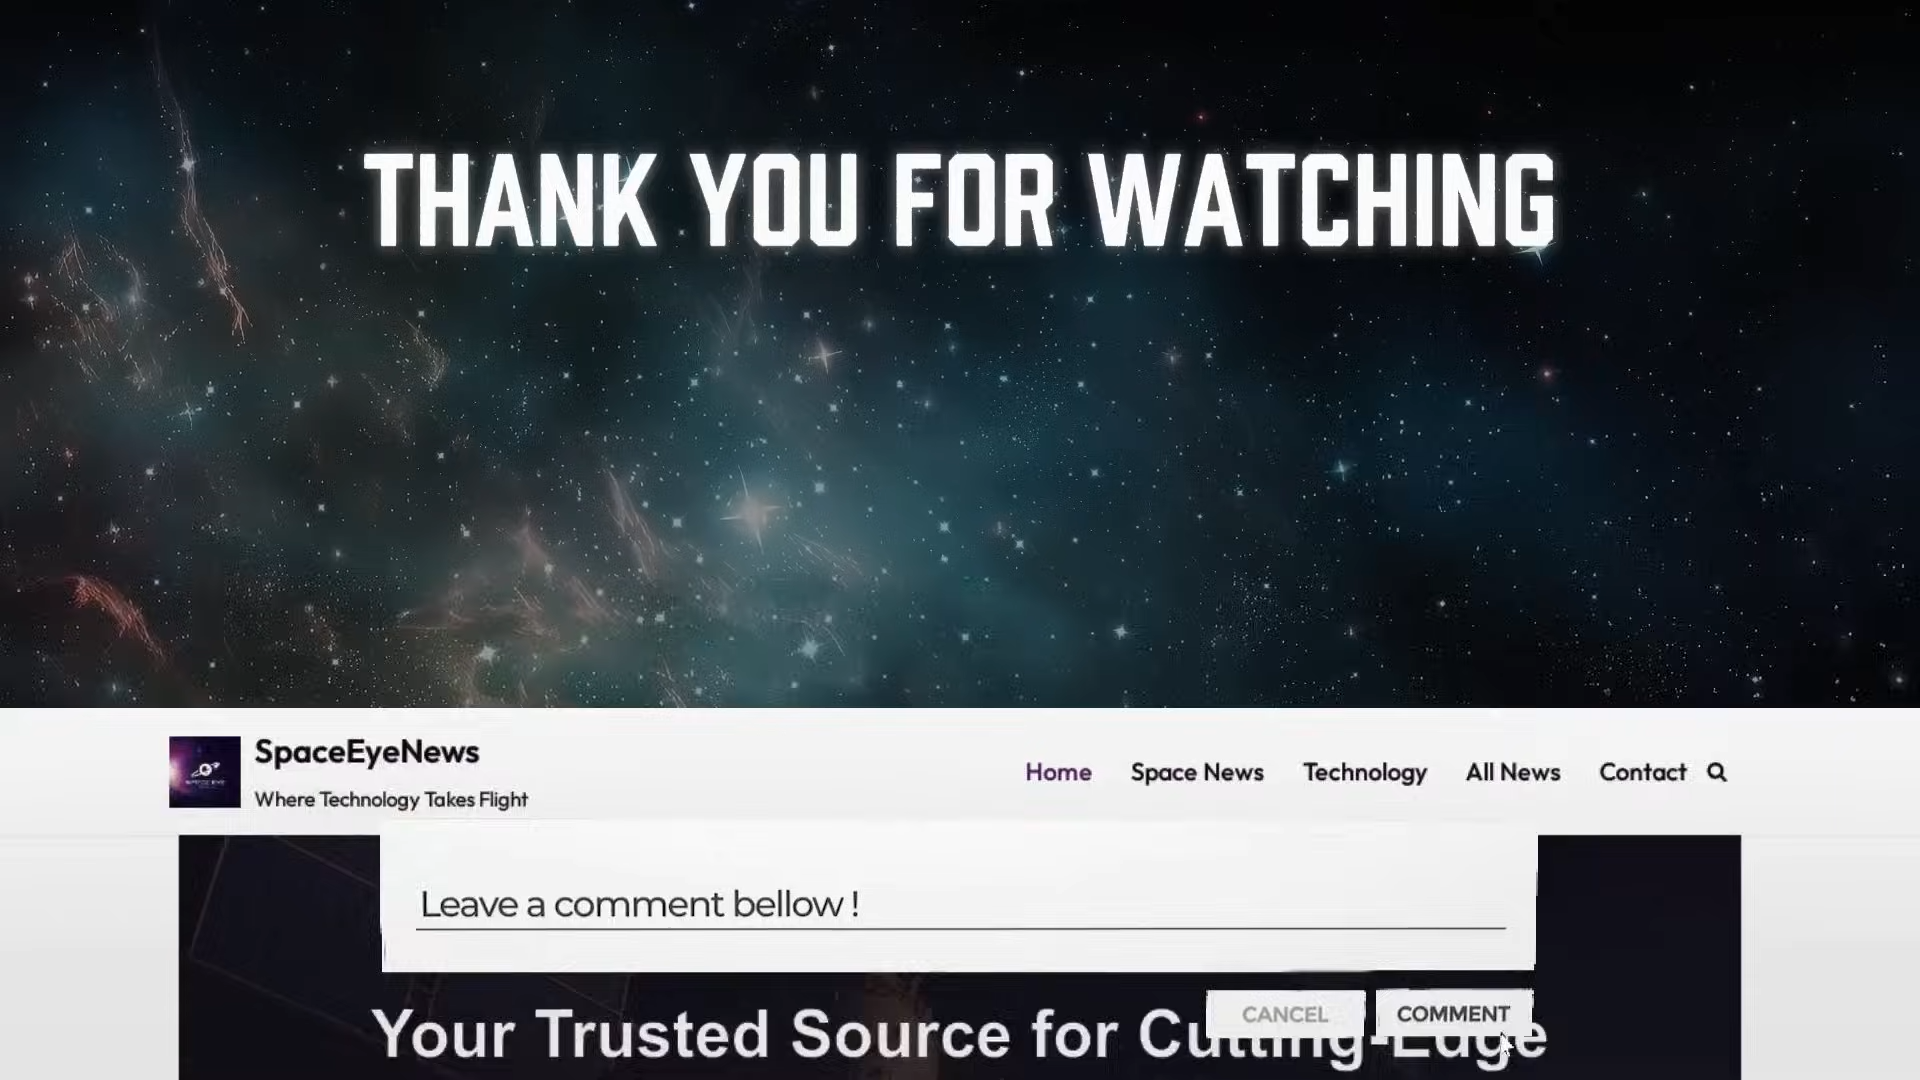 THANK YOU FOR WATCHING
SpaceEyeNews
Where Technology Takes Flight
Home Space News Technology All News Contact
Leave a comment bellow !
CANCEL COMMENT
Your Trusted Source for Cutting-Edge